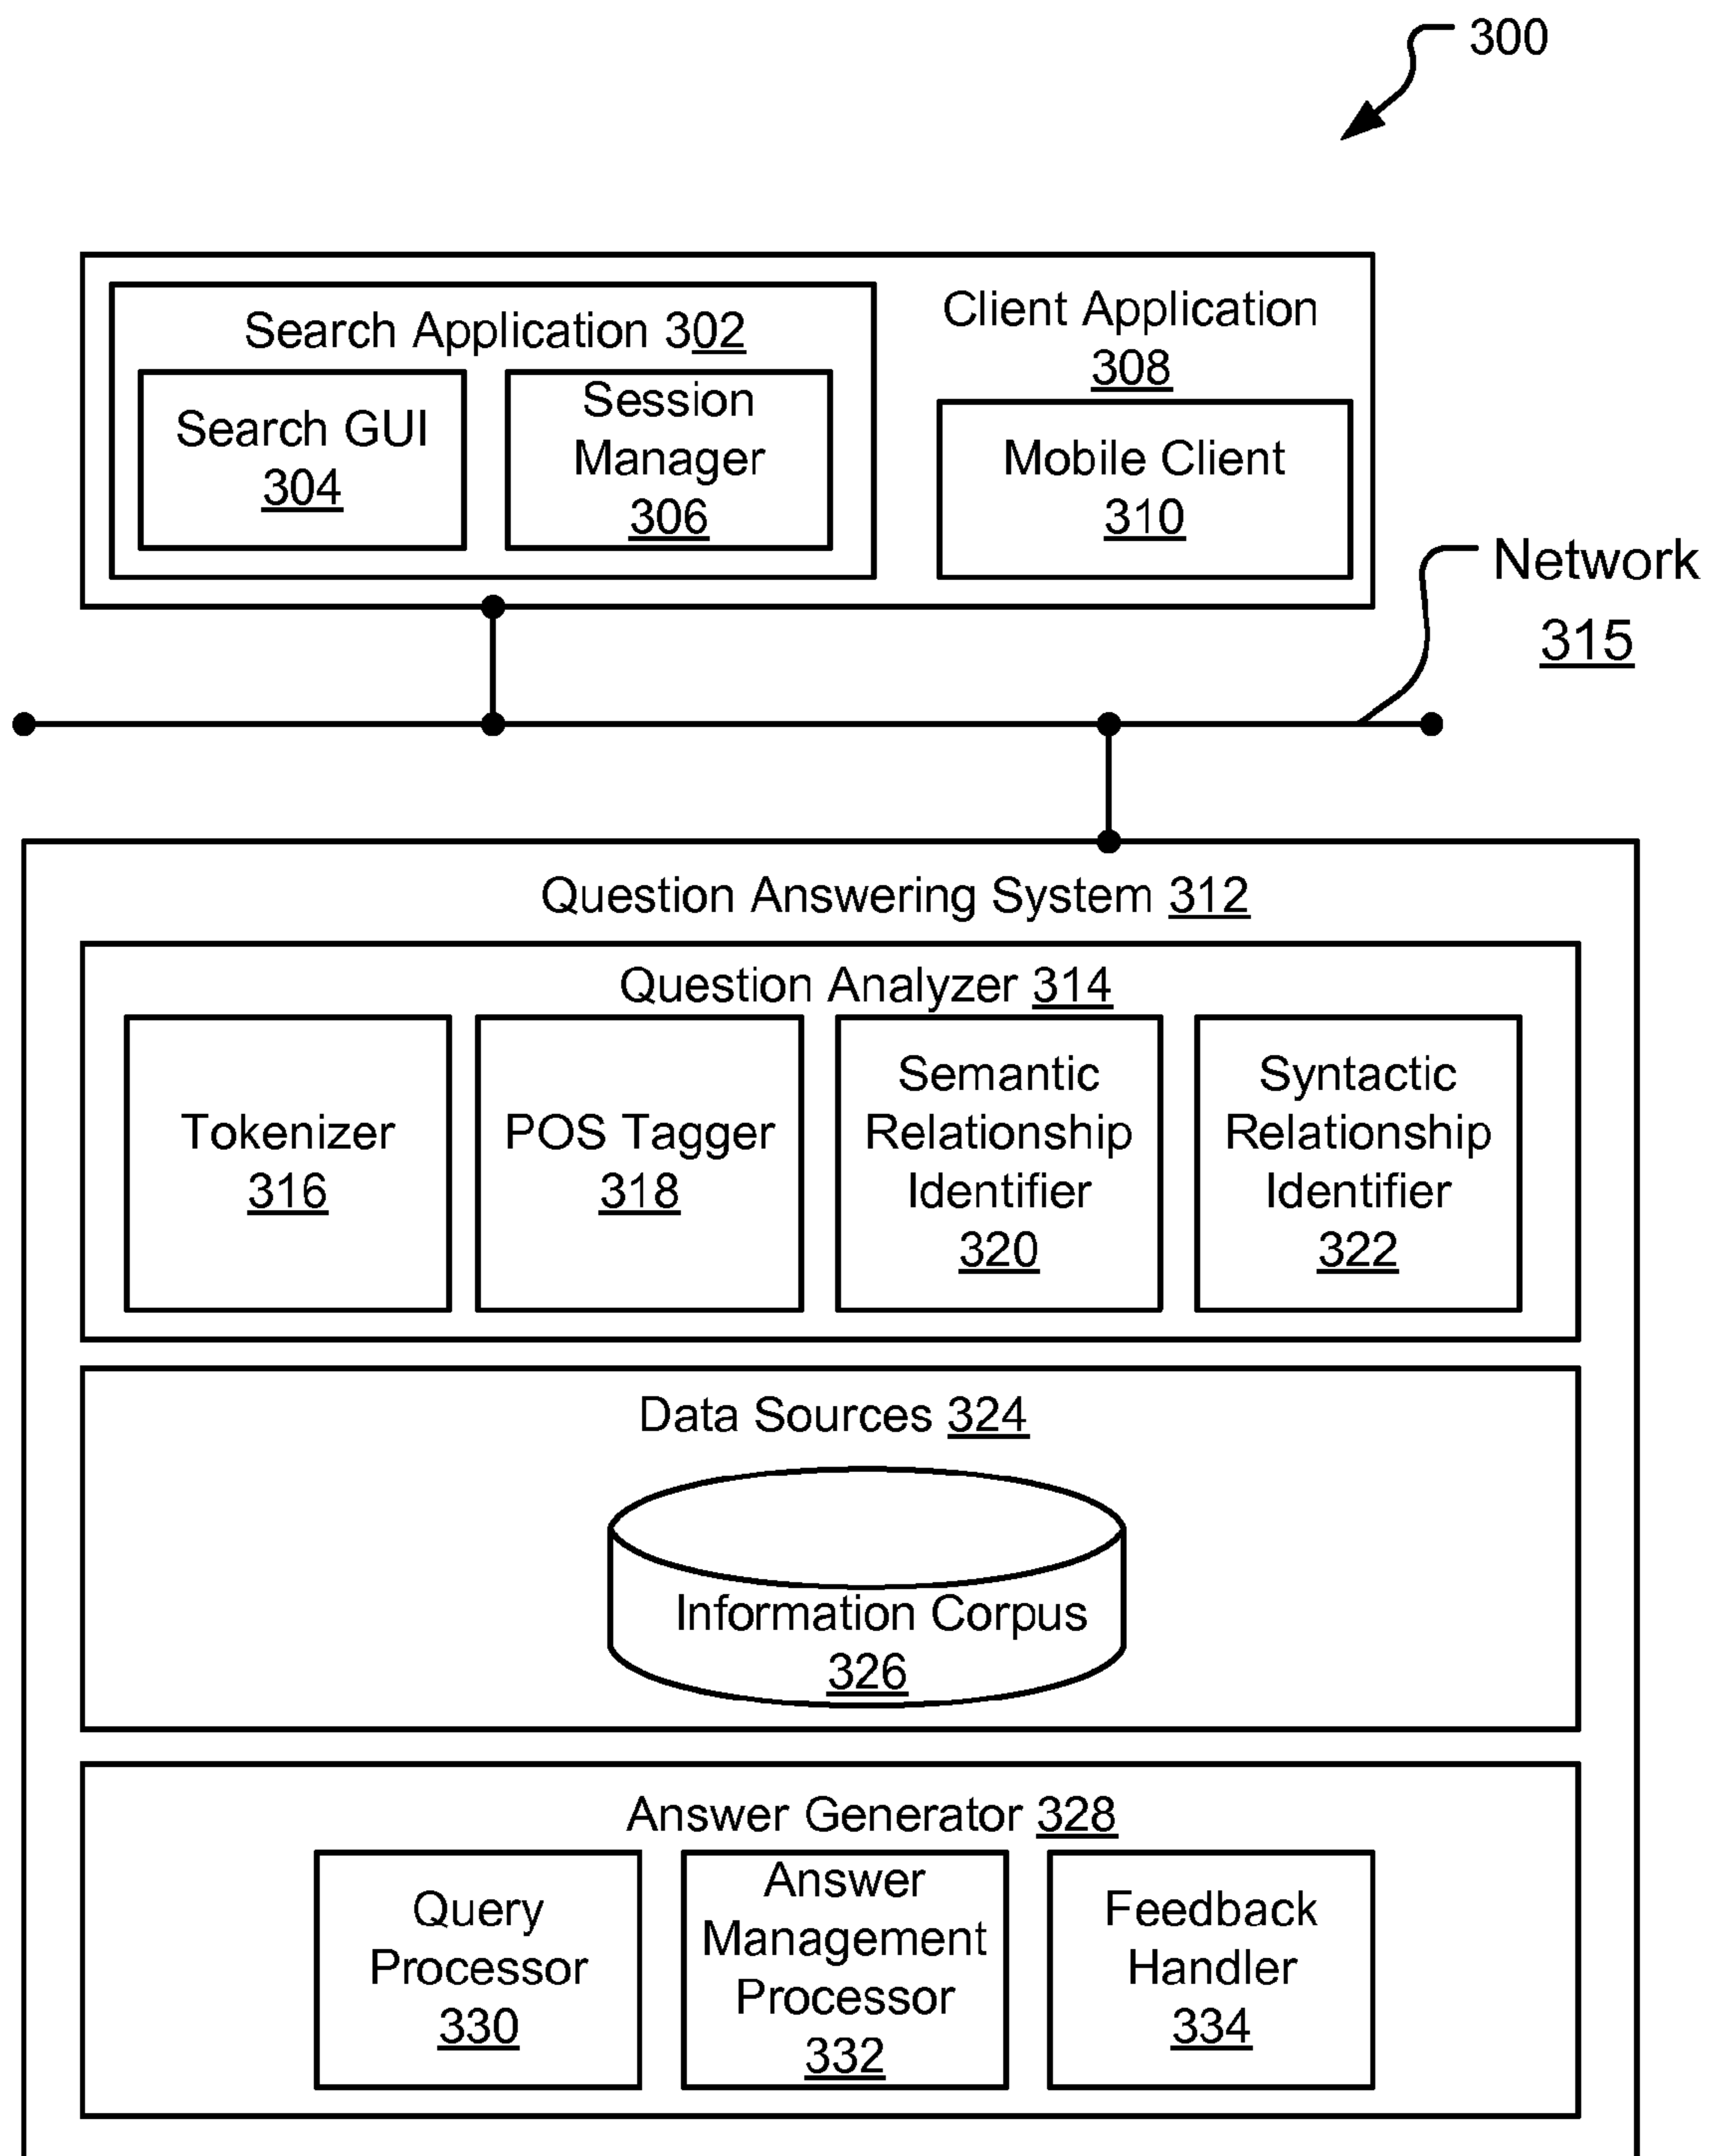 300
Search Application 302
Search GUI
304
Session
Manager
306
Client Application
308
Mobile Client
310
Network
315
Question Answering System 312
Question Analyzer 314
Tokenizer
316
POS Tagger
318
Semantic
Relationship
Identifier
320
Syntactic
Relationship
Identifier
322
Data Sources 324
Information Corpus
326
Answer Generator 328
Query
Processor
330
Answer
Management
Processor
332
Feedback
Handler
334